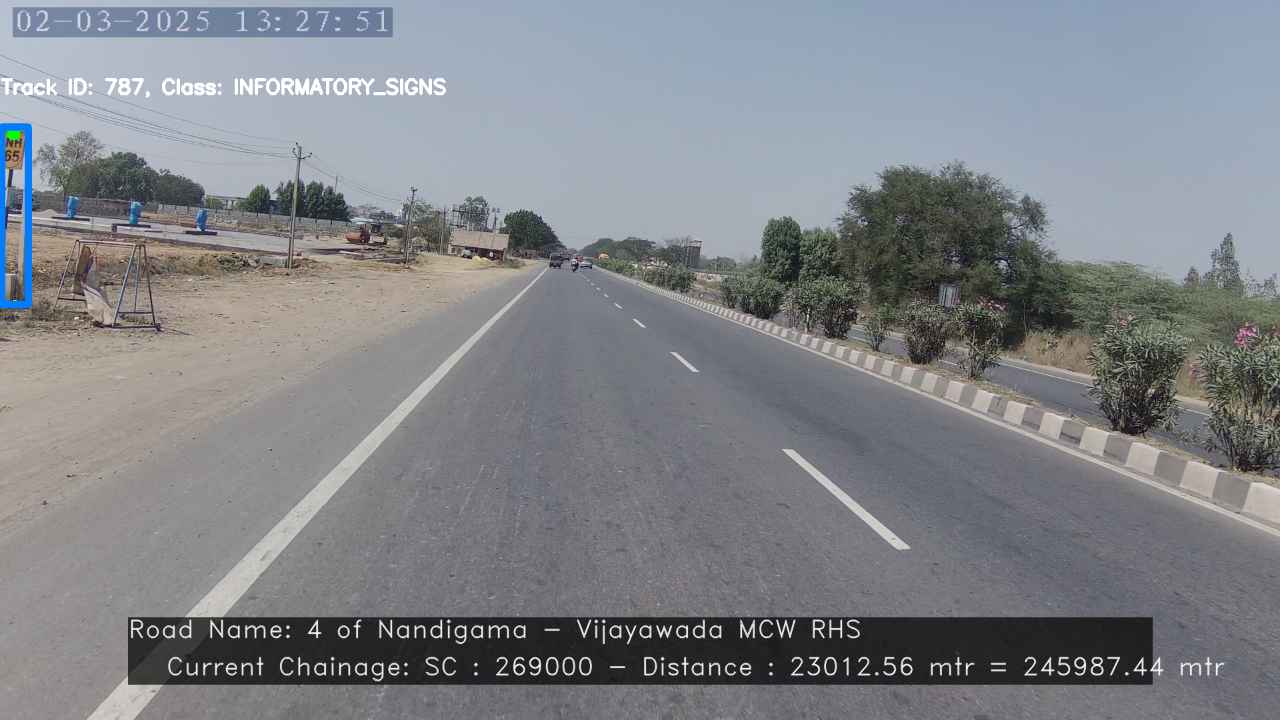 02-03-2025 13:27:51
Track ID: 787, Class: INFORMATORY_SIGNS
NH
65
Road Name: 4 of Nandigama - Vijayawada MCW RHS
Current Chainage: SC : 269000 - Distance : 23012.56 mtr = 245987.44 mtr